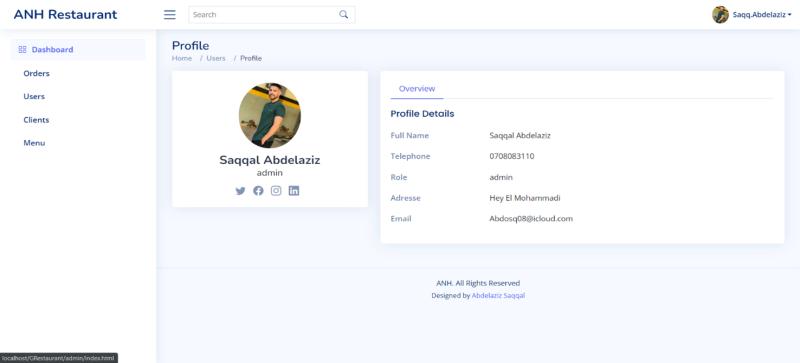 ANH Restaurant
Search
Saqq.Abdelaziz
Dashboard
Orders
Users
Clients
Menu
Profile
Home / Users / Profile
Saqqal Abdelaziz
admin
Overview
Profile Details
Full Name Saqqal Abdelaziz
Telephone 0708083110
Role admin
Adresse Hey El Mohammadi
Email Abdosq08@icloud.com
ANH. All Rights Reserved
Designed by Abdelaziz Saqqal
localhost/GRestaurant/admin/index.html